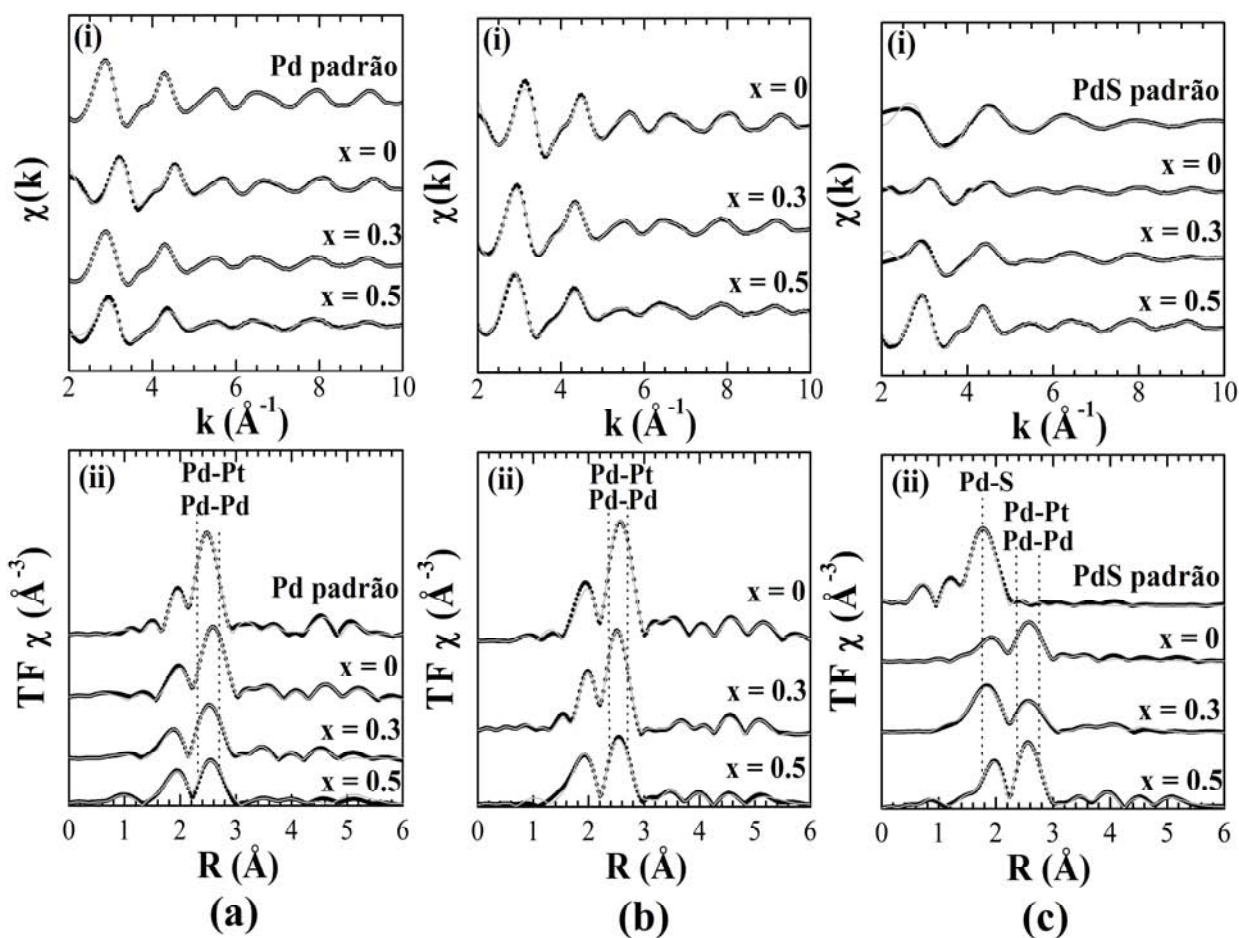 (i)
Pd padrão
x = 0
x = 0.3
x = 0.5
χ(k)
2 4 6 8 10
k (Å⁻¹)
(i)
x = 0
x = 0.3
x = 0.5
χ(k)
2 4 6 8 10
k (Å⁻¹)
(i)
PdS padrão
x = 0
x = 0.3
x = 0.5
χ(k)
2 4 6 8 10
k (Å⁻¹)
(ii)
Pd-Pt
Pd-Pd
Pd padrão
x = 0
x = 0.3
x = 0.5
TF χ (Å⁻³)
0 1 2 3 4 5 6
R (Å)
(a)
(ii)
Pd-Pt
Pd-Pd
x = 0
x = 0.3
x = 0.5
TF χ (Å⁻³)
0 1 2 3 4 5 6
R (Å)
(b)
(ii)
Pd-S
Pd-Pt
Pd-Pd
PdS padrão
x = 0
x = 0.3
x = 0.5
TF χ (Å⁻³)
0 1 2 3 4 5 6
R (Å)
(c)